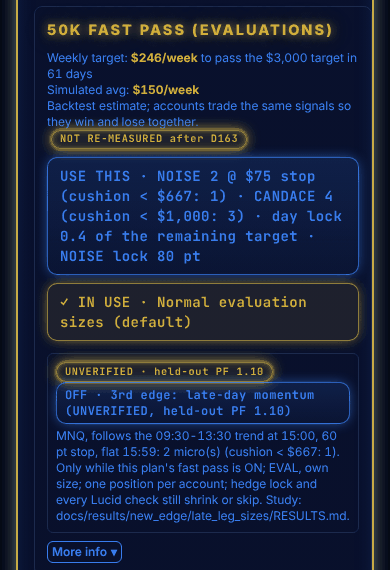 50K FAST PASS (EVALUATIONS)
Weekly target: $246/week to pass the $3,000 target in
61 days
Simulated avg: $150/week
Backtest estimate; accounts trade the same signals so
they win and lose together.
NOT RE-MEASURED after D163
USE THIS · NOISE 2 @ $75 stop
(cushion < $667: 1) · CANDACE 4
(cushion < $1,000: 3) · day lock
0.4 of the remaining target ·
NOISE lock 80 pt
✓ IN USE · Normal evaluation
sizes (default)
UNVERIFIED · held-out PF 1.10
OFF · 3rd edge: late-day momentum
(UNVERIFIED, held-out PF 1.10)
MNQ, follows the 09:30-13:30 trend at 15:00, 60
pt stop, flat 15:59: 2 micro(s) (cushion < $667: 1).
Only while this plan's fast pass is ON; EVAL, own
size; one position per account; hedge lock and
every Lucid check still shrink or skip. Study:
docs/results/new_edge/late_leg_sizes/RESULTS.md.
More info ▾